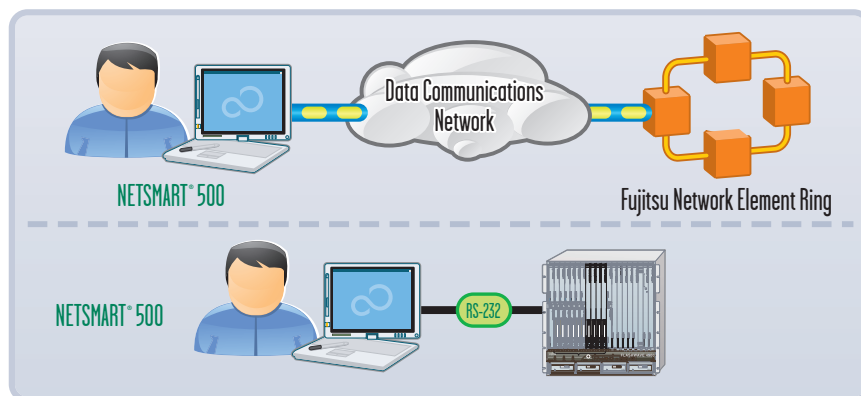 Data Communications
Network
NETSMART® 500
Fujitsu Network Element Ring
NETSMART® 500
RS-232